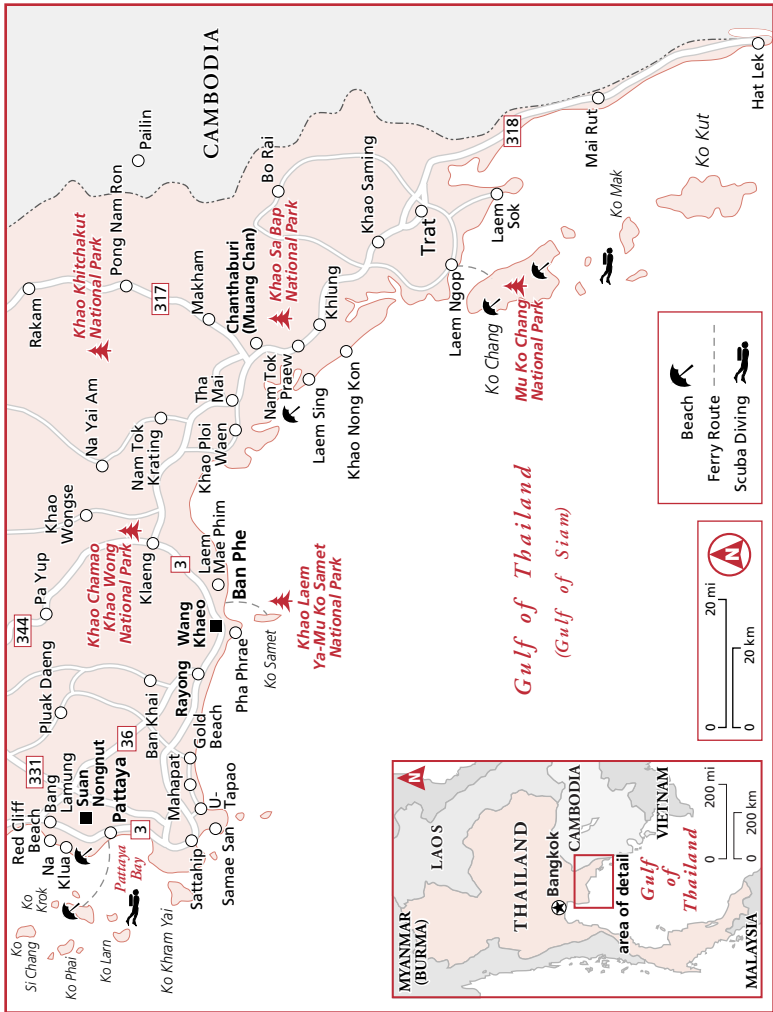 Ko
Si Chang
Ko
Krok
Ko Phai
Ko Larn
Ko Kham Yai
Red Cliff
Beach
Na
Klua
Bang
Lamung
331
Suan
Nongnut
Pattaya
Pattaya
Bay
3
36
Sattahip
Samae San
U-
Tapao
Mahapat
Gold
Beach
Pluak Daeng
Ban Khai
Rayong
344
Pa Yup
Wang
Khaeo
Pha Phrae
Ko Samet
Khao Laem
Ya-Mu Ko Samet
National Park
Ban Phe
Laem
Mae Phim
3
Klaeng
Khao Chamao
Khao Wong
National Park
Khao
Wongse
Na Yai Am
Nam Tok
Krating
Khao Ploi
Waen
Tha
Mai
Rakam
Khao Khitchakut
National Park
Pong Nam Ron
317
Makham
Chanthaburi
(Muang Chan)
Khao Sa Bap
National Park
Nam Tok
Praew
Laem Sing
Khao Nong Kon
Khlung
Pailin
CAMBODIA
Bo Rai
Khao Saming
Trat
Laem Ngop
Laem
Sok
Ko Chang
Mu Ko Chang
National Park
318
Mai Rut
Ko Mak
Ko Kut
Hat Lek
Gulf of Thailand
(Gulf of Siam)
Beach
Ferry Route
Scuba Diving
N
0 20 mi
0 20 km
N
MYANMAR
(BURMA)
LAOS
THAILAND
Bangkok
CAMBODIA
VIETNAM
area of detail
Gulf
of
Thailand
MALAYSIA
0 200 mi
0 200 km